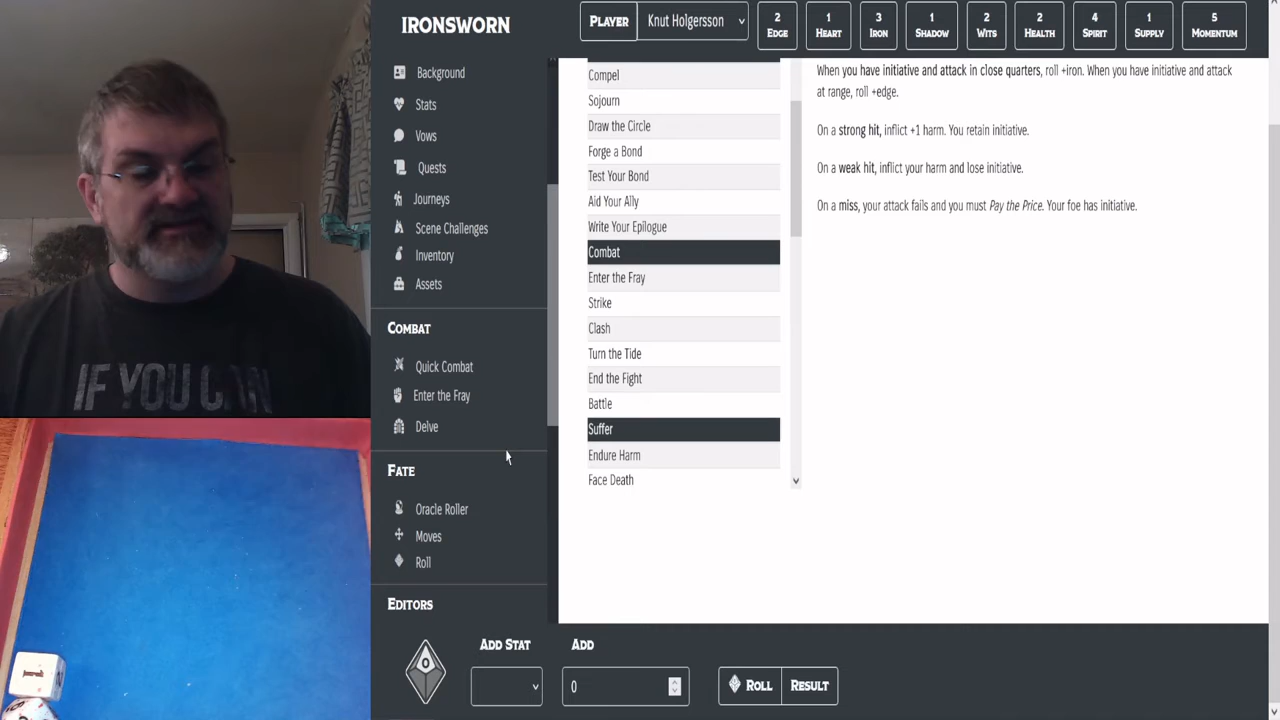 IRONSWORN
PLAYER
Knut Holgersson
2 EDGE
1 HEART
3 IRON
1 SHADOW
2 WITS
2 HEALTH
4 SPIRIT
1 SUPPLY
5 MOMENTUM
Background
Stats
Vows
Quests
Journeys
Scene Challenges
Inventory
Assets
COMBAT
Quick Combat
Enter the Fray
Delve
FATE
Oracle Roller
Moves
Roll
EDITORS
Compel
Sojourn
Draw the Circle
Forge a Bond
Test Your Bond
Aid Your Ally
Write Your Epilogue
Combat
Enter the Fray
Strike
Clash
Turn the Tide
End the Fight
Battle
Suffer
Endure Harm
Face Death
When you have initiative and attack in close quarters, roll +iron. When you have initiative and attack
at range, roll +edge.
On a strong hit, inflict +1 harm. You retain initiative.
On a weak hit, inflict your harm and lose initiative.
On a miss, your attack fails and you must Pay the Price. Your foe has initiative.
IF YOU CAN
1
0
ADD STAT
ADD
0
ROLL
RESULT